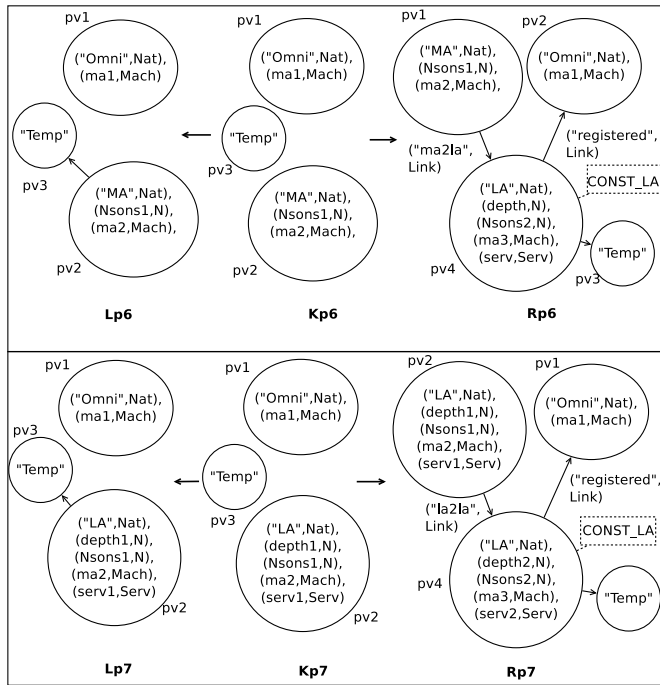 pv1
("Omni",Nat),
(ma1,Mach)
"Temp"
pv3
("MA",Nat),
(Nsons1,N),
(ma2,Mach),
pv2
Lp6
pv1
("Omni",Nat),
(ma1,Mach)
"Temp"
pv3
("MA",Nat),
(Nsons1,N),
(ma2,Mach),
pv2
Kp6
pv1
("MA",Nat),
(Nsons1,N),
(ma2,Mach),
pv2
("Omni",Nat),
(ma1,Mach)
("ma2la",
Link)
("registered",
Link)
CONST_LA
("LA",Nat),
(depth,N),
(Nsons2,N),
(ma3,Mach),
(serv,Serv)
pv4
"Temp"
pv3
Rp6
pv1
("Omni",Nat),
(ma1,Mach)
pv3
"Temp"
("LA",Nat),
(depth1,N),
(Nsons1,N),
(ma2,Mach),
(serv1,Serv)
pv2
Lp7
pv1
("Omni",Nat),
(ma1,Mach)
"Temp"
pv3
("LA",Nat),
(depth1,N),
(Nsons1,N),
(ma2,Mach),
(serv1,Serv)
pv2
Kp7
pv2
("LA",Nat),
(depth1,N),
(Nsons1,N),
(ma2,Mach),
(serv1,Serv)
pv1
("Omni",Nat),
(ma1,Mach)
("la2la",
Link)
("registered",
Link)
CONST_LA
("LA",Nat),
(depth2,N),
(Nsons2,N),
(ma3,Mach),
(serv2,Serv)
pv4
"Temp"
Rp7